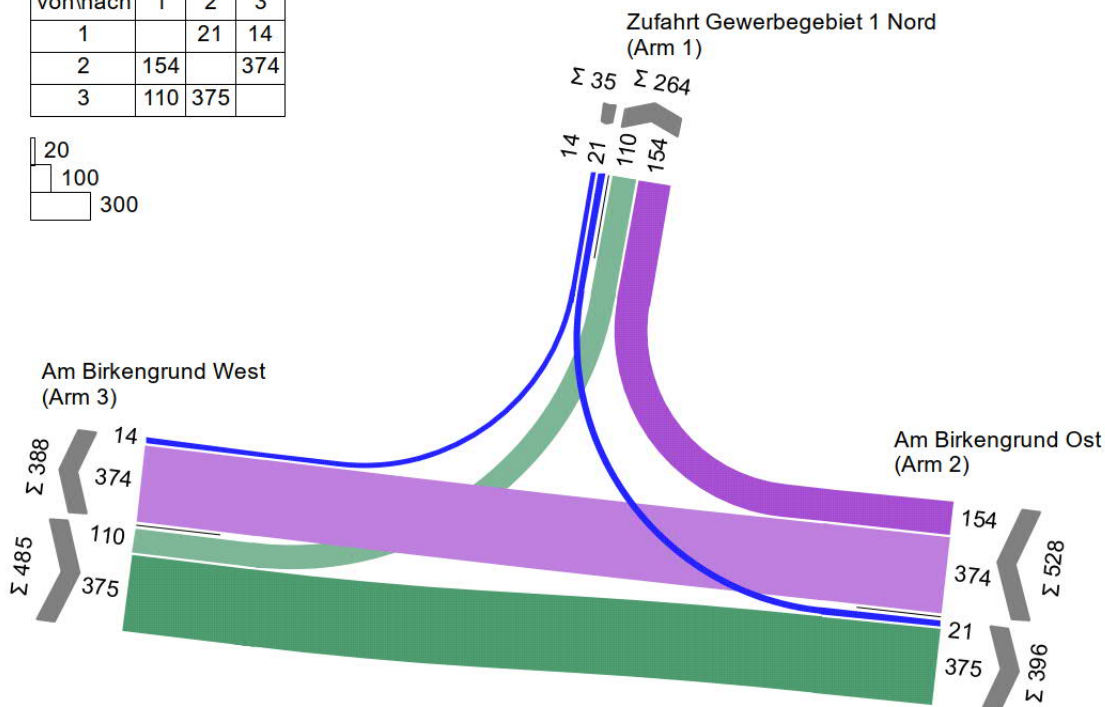 von\nach 1 2 3
1 21 14
2 154 374
3 110 375
20
100
300
Zufahrt Gewerbegebiet 1 Nord
(Arm 1)
Σ 35 Σ 264
14 21 110 154
Am Birkengrund West
(Arm 3)
14
374
Σ 388
110
375
Σ 485
Am Birkengrund Ost
(Arm 2)
154
374
Σ 528
21
375
Σ 396